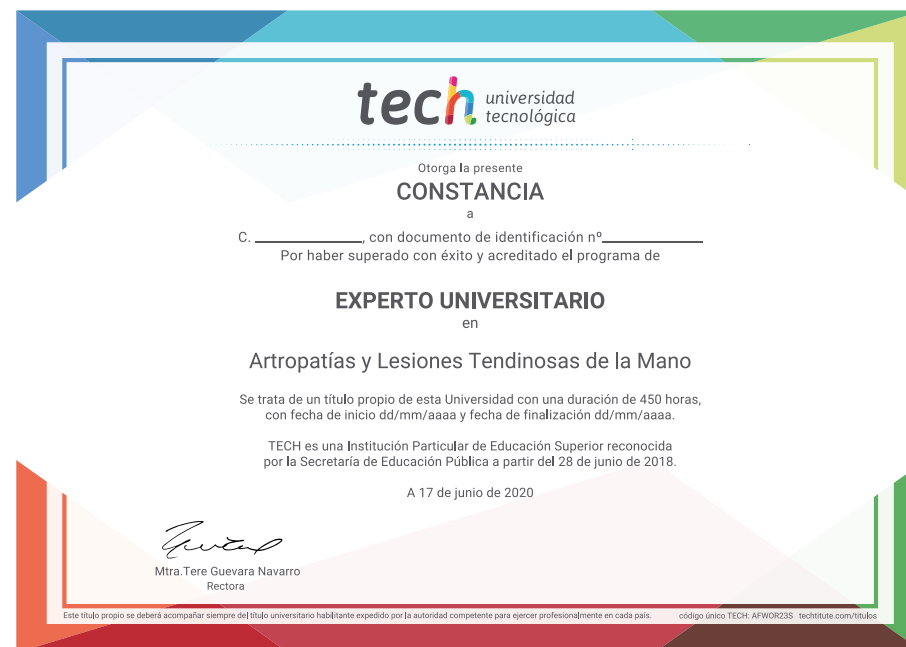 tech universidad
tecnológica
Otorga la presente
CONSTANCIA
a
C. ____________, con documento de identificación nº____________
Por haber superado con éxito y acreditado el programa de
EXPERTO UNIVERSITARIO
en
Artropatías y Lesiones Tendinosas de la Mano
Se trata de un título propio de esta Universidad con una duración de 450 horas,
con fecha de inicio dd/mm/aaaa y fecha de finalización dd/mm/aaaa.
TECH es una Institución Particular de Educación Superior reconocida
por la Secretaría de Educación Pública a partir del 28 de junio de 2018.
A 17 de junio de 2020
Mtra.Tere Guevara Navarro
Rectora
Este título propio se deberá acompañar siempre del título universitario habilitante expedido por la autoridad competente para ejercer profesionalmente en cada país. código único TECH: AFWOR23S techtitute.com/titulos